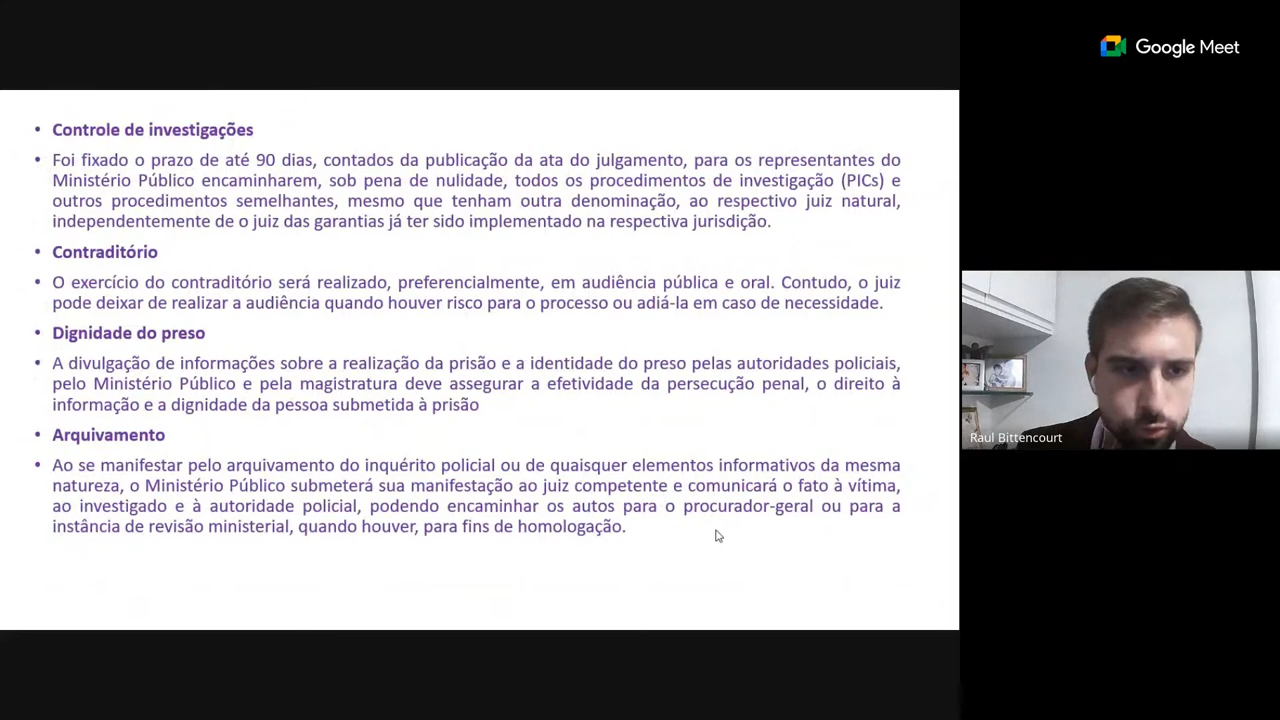 Google Meet
• Controle de investigações
• Foi fixado o prazo de até 90 dias, contados da publicação da ata do julgamento, para os representantes do
Ministério Público encaminharem, sob pena de nulidade, todos os procedimentos de investigação (PICs) e
outros procedimentos semelhantes, mesmo que tenham outra denominação, ao respectivo juiz natural,
independentemente de o juiz das garantias já ter sido implementado na respectiva jurisdição.
• Contraditório
• O exercício do contraditório será realizado, preferencialmente, em audiência pública e oral. Contudo, o juiz
pode deixar de realizar a audiência quando houver risco para o processo ou adiá-la em caso de necessidade.
• Dignidade do preso
• A divulgação de informações sobre a realização da prisão e a identidade do preso pelas autoridades policiais,
pelo Ministério Público e pela magistratura deve assegurar a efetividade da persecução penal, o direito à
informação e a dignidade da pessoa submetida à prisão
• Arquivamento
• Ao se manifestar pelo arquivamento do inquérito policial ou de quaisquer elementos informativos da mesma
natureza, o Ministério Público submeterá sua manifestação ao juiz competente e comunicará o fato à vítima,
ao investigado e à autoridade policial, podendo encaminhar os autos para o procurador-geral ou para a
instância de revisão ministerial, quando houver, para fins de homologação.
Raul Bittencourt